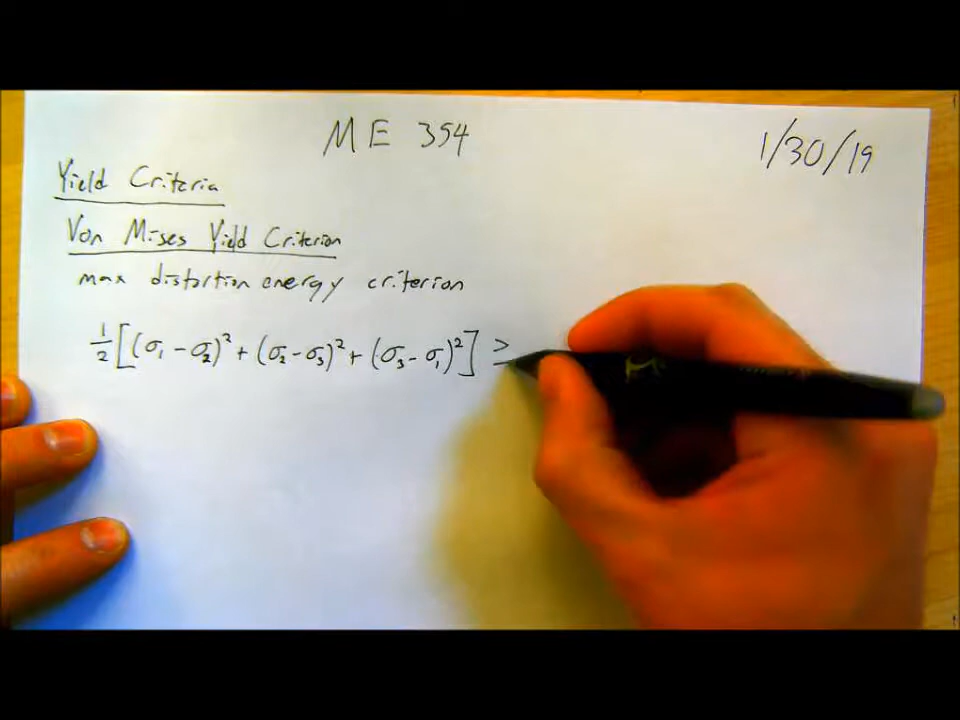 ME 354
1/30/19
Yield Criteria
Von Mises Yield Criterion
max distortion energy criterion
½[(σ₁ - σ₂)² + (σ₂ - σ₃)² + (σ₃ - σ₁)²] ≥